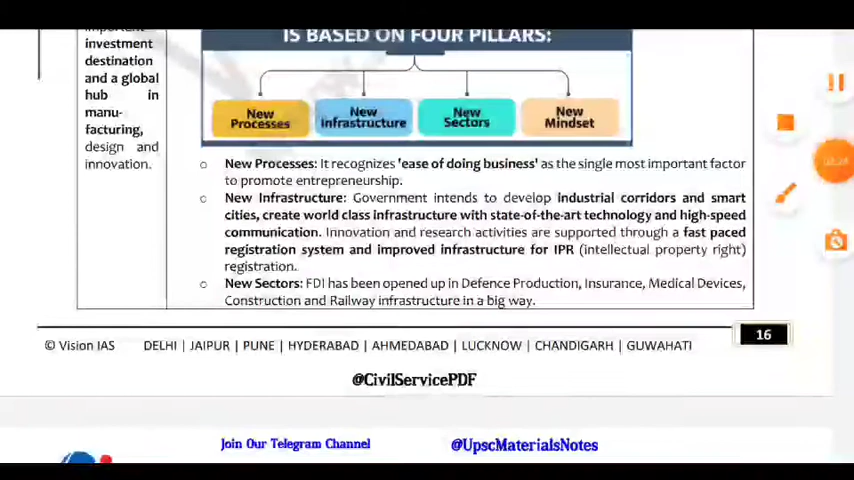 important
investment
destination
and a global
hub in
manu-
facturing,
design and
innovation.
IS BASED ON FOUR PILLARS:
New Processes
New Infrastructure
New Sectors
New Mindset
o New Processes: It recognizes 'ease of doing business' as the single most important factor
to promote entrepreneurship.
o New Infrastructure: Government intends to develop industrial corridors and smart
cities, create world class infrastructure with state-of-the-art technology and high-speed
communication. Innovation and research activities are supported through a fast paced
registration system and improved infrastructure for IPR (intellectual property right)
registration.
o New Sectors: FDI has been opened up in Defence Production, Insurance, Medical Devices,
Construction and Railway infrastructure in a big way.
© Vision IAS DELHI | JAIPUR | PUNE | HYDERABAD | AHMEDABAD | LUCKNOW | CHANDIGARH | GUWAHATI
16
@CivilServicePDF
Join Our Telegram Channel @UpscMaterialsNotes